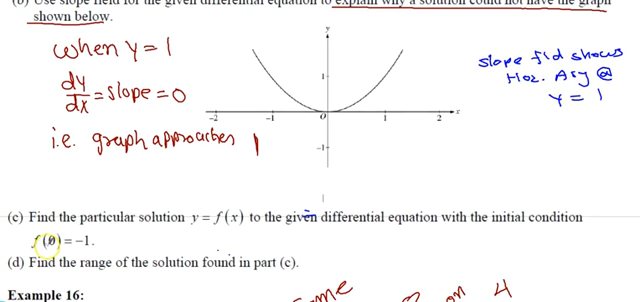 (b) Use slope field for the given differential equation to explain why a solution could not have the graph
shown below.
when y = 1
dy/dx = slope = 0
i.e. graph approaches 1
y
1
-2 -1 O 1 2 x
-1
slope fld shows
Hor. Asy @
y = 1
(c) Find the particular solution y = f(x) to the given differential equation with the initial condition
f(0) = −1.
(d) Find the range of the solution found in part (c).
Example 16:
on 4